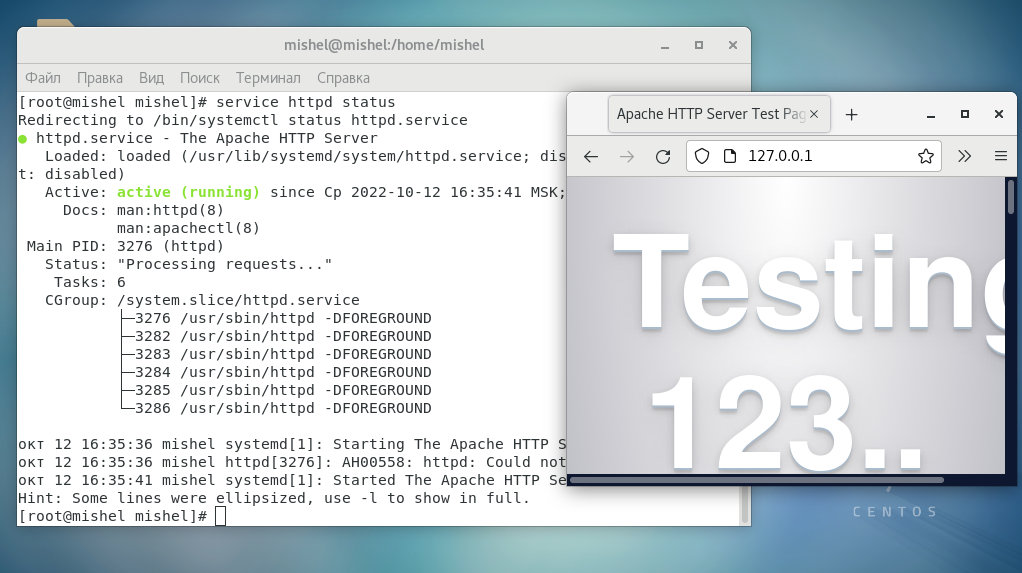 mishel@mishel:/home/mishel
Файл Правка Вид Поиск Терминал Справка
[root@mishel mishel]# service httpd status
Redirecting to /bin/systemctl status httpd.service
● httpd.service - The Apache HTTP Server
Loaded: loaded (/usr/lib/systemd/system/httpd.service; dis
t: disabled)
Active: active (running) since Ср 2022-10-12 16:35:41 MSK;
Docs: man:httpd(8)
man:apachectl(8)
Main PID: 3276 (httpd)
Status: "Processing requests..."
Tasks: 6
CGroup: /system.slice/httpd.service
├─3276 /usr/sbin/httpd -DFOREGROUND
├─3282 /usr/sbin/httpd -DFOREGROUND
├─3283 /usr/sbin/httpd -DFOREGROUND
├─3284 /usr/sbin/httpd -DFOREGROUND
├─3285 /usr/sbin/httpd -DFOREGROUND
└─3286 /usr/sbin/httpd -DFOREGROUND
окт 12 16:35:36 mishel systemd[1]: Starting The Apache HTTP S
окт 12 16:35:36 mishel httpd[3276]: AH00558: httpd: Could not
окт 12 16:35:41 mishel systemd[1]: Started The Apache HTTP Se
Hint: Some lines were ellipsized, use -l to show in full.
[root@mishel mishel]#
Apache HTTP Server Test Pag
127.0.0.1
Testing
123..
CENTOS